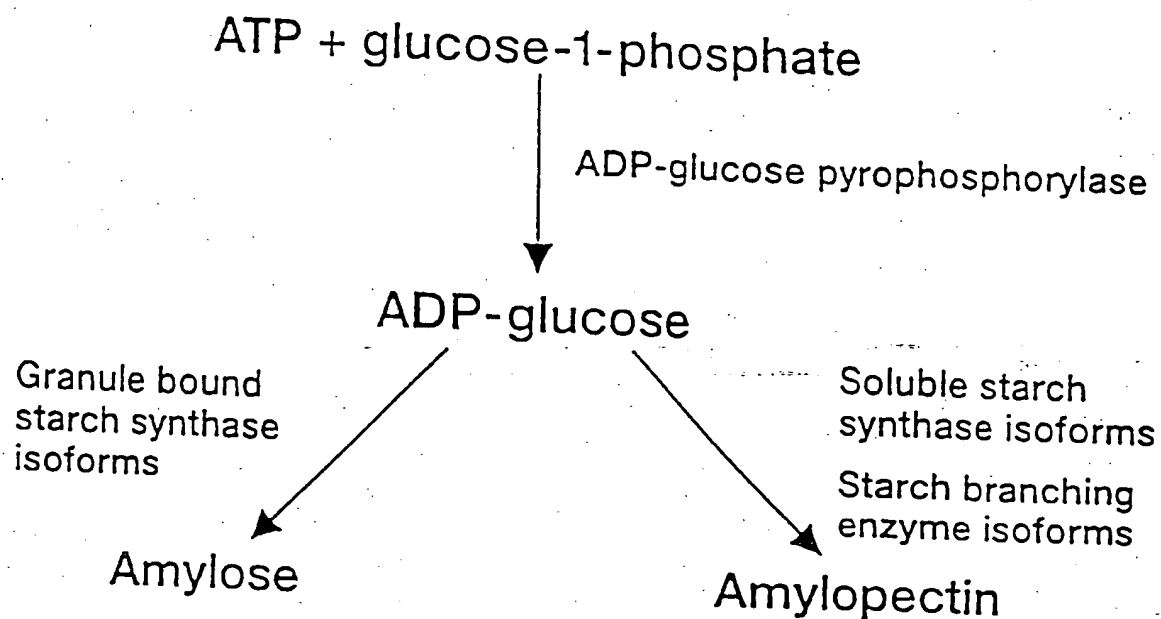 ATP + glucose-1-phosphate
ADP-glucose pyrophosphorylase
ADP-glucose
Granule bound
starch synthase
isoforms
Soluble starch
synthase isoforms
Starch branching
enzyme isoforms
Amylose
Amylopectin